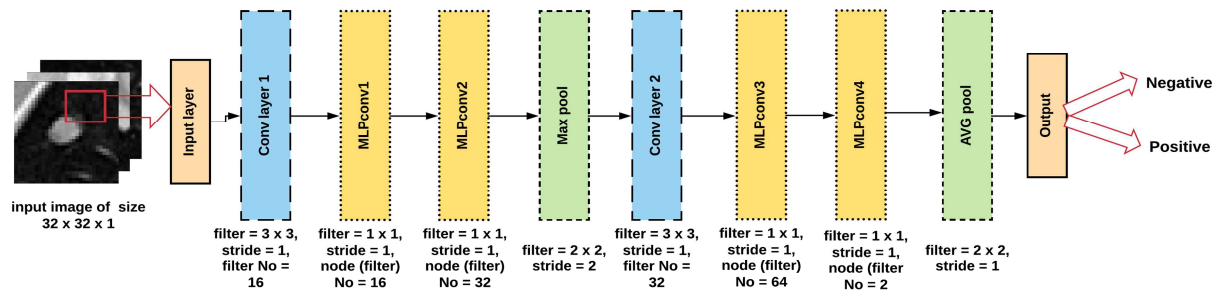 input image of size
32 x 32 x 1
Input layer
Conv layer 1
filter = 3 x 3,
stride = 1,
filter No =
16
MLPconv1
filter = 1 x 1,
stride = 1,
node (filter)
No = 16
MLPconv2
filter = 1 x 1,
stride = 1,
node (filter)
No = 32
Max pool
filter = 2 x 2,
stride = 2
Conv layer 2
filter = 3 x 3,
stride = 1,
filter No =
32
MLPconv3
filter = 1 x 1,
stride = 1,
node (filter)
No = 64
MLPconv4
filter = 1 x 1,
stride = 1,
node (filter
No = 2
AVG pool
filter = 2 x 2,
stride = 1
Output
Negative
Positive